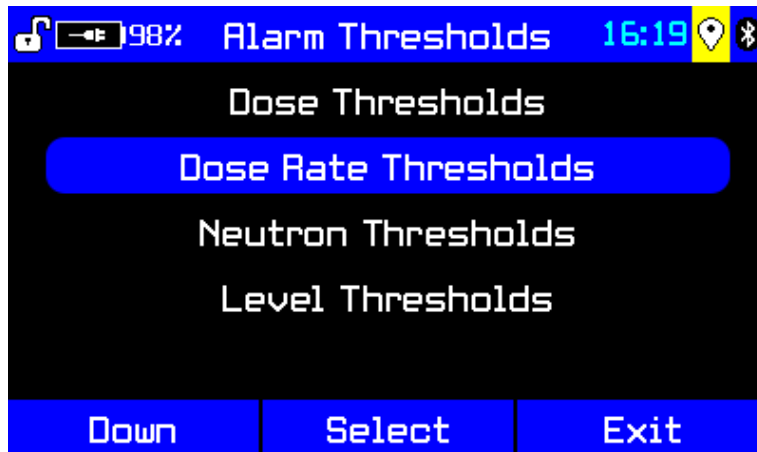 98% Alarm Thresholds 16:19
Dose Thresholds
Dose Rate Thresholds
Neutron Thresholds
Level Thresholds
Down Select Exit